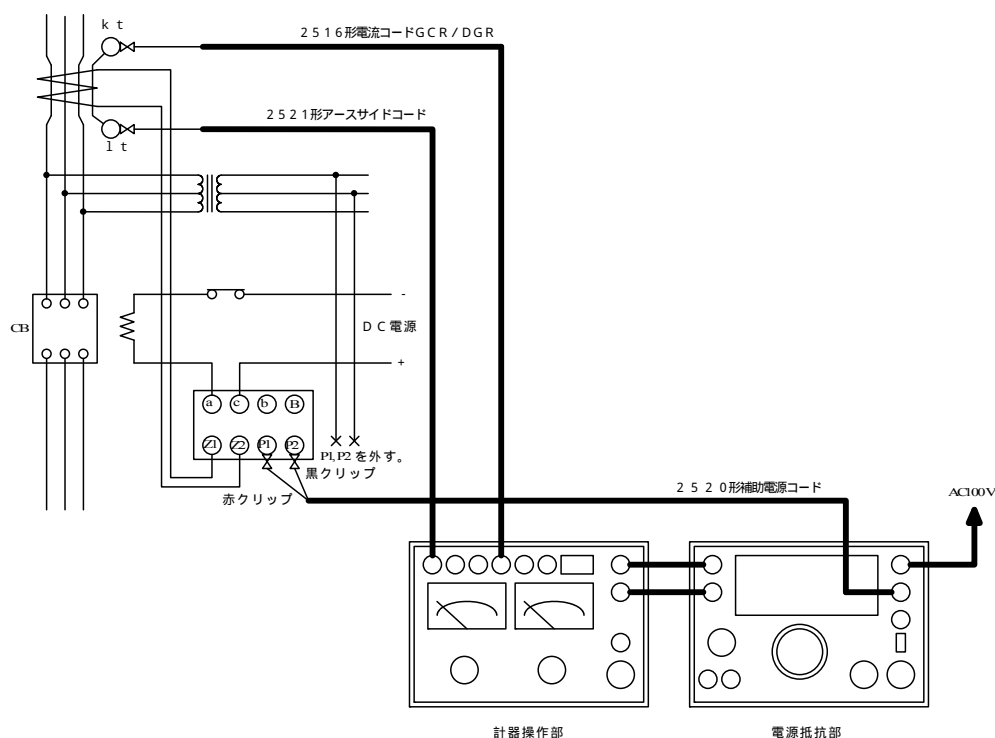 k t
2516形電流コードGCR/DGR
2521形アースサイドコード
l t
-
CB
DC電源
+
a c b B
Z1 Z2 P1 P2
P1,P2を外す。
黒クリップ
赤クリップ
2520形補助電源コード
AC100V
計器操作部
電源抵抗部